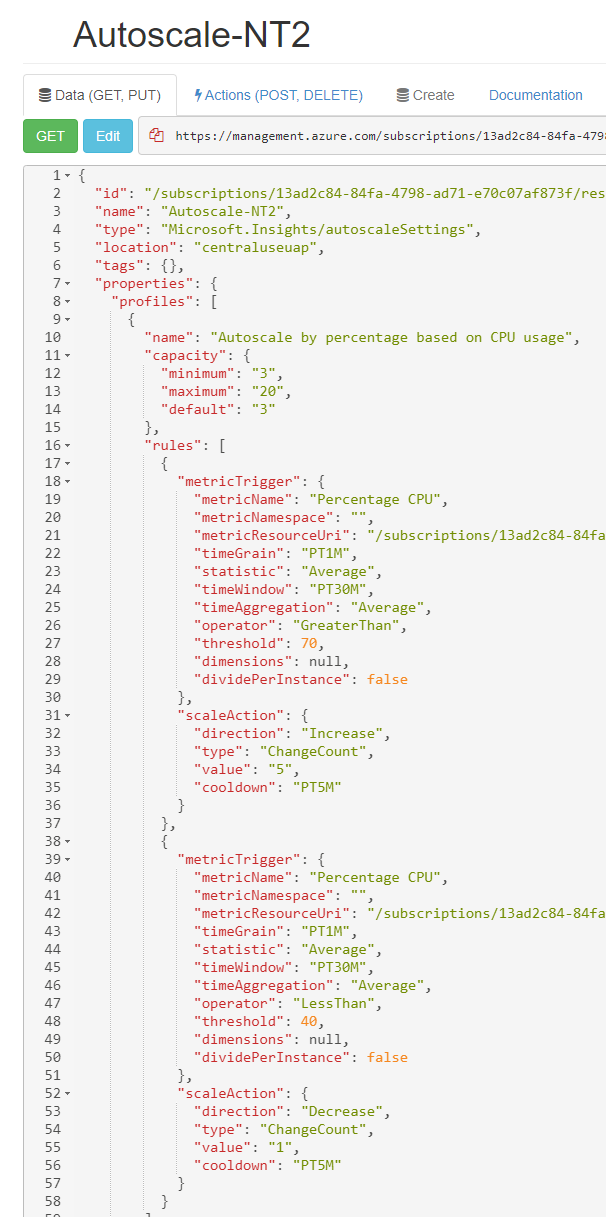 Autoscale-NT2
Data (GET, PUT) Actions (POST, DELETE) Create Documentation
GET Edit https://management.azure.com/subscriptions/13ad2c84-84fa-479
1 {
2 "id": "/subscriptions/13ad2c84-84fa-4798-ad71-e70c07af873f/res
3 "name": "Autoscale-NT2",
4 "type": "Microsoft.Insights/autoscaleSettings",
5 "location": "centraluseuap",
6 "tags": {},
7 "properties": {
8 "profiles": [
9 {
10 "name": "Autoscale by percentage based on CPU usage",
11 "capacity": {
12 "minimum": "3",
13 "maximum": "20",
14 "default": "3"
15 },
16 "rules": [
17 {
18 "metricTrigger": {
19 "metricName": "Percentage CPU",
20 "metricNamespace": "",
21 "metricResourceUri": "/subscriptions/13ad2c84-84fa
22 "timeGrain": "PT1M",
23 "statistic": "Average",
24 "timeWindow": "PT30M",
25 "timeAggregation": "Average",
26 "operator": "GreaterThan",
27 "threshold": 70,
28 "dimensions": null,
29 "dividePerInstance": false
30 },
31 "scaleAction": {
32 "direction": "Increase",
33 "type": "ChangeCount",
34 "value": "5",
35 "cooldown": "PT5M"
36 }
37 },
38 {
39 "metricTrigger": {
40 "metricName": "Percentage CPU",
41 "metricNamespace": "",
42 "metricResourceUri": "/subscriptions/13ad2c84-84fa
43 "timeGrain": "PT1M",
44 "statistic": "Average",
45 "timeWindow": "PT30M",
46 "timeAggregation": "Average",
47 "operator": "LessThan",
48 "threshold": 40,
49 "dimensions": null,
50 "dividePerInstance": false
51 },
52 "scaleAction": {
53 "direction": "Decrease",
54 "type": "ChangeCount",
55 "value": "1",
56 "cooldown": "PT5M"
57 }
58 }